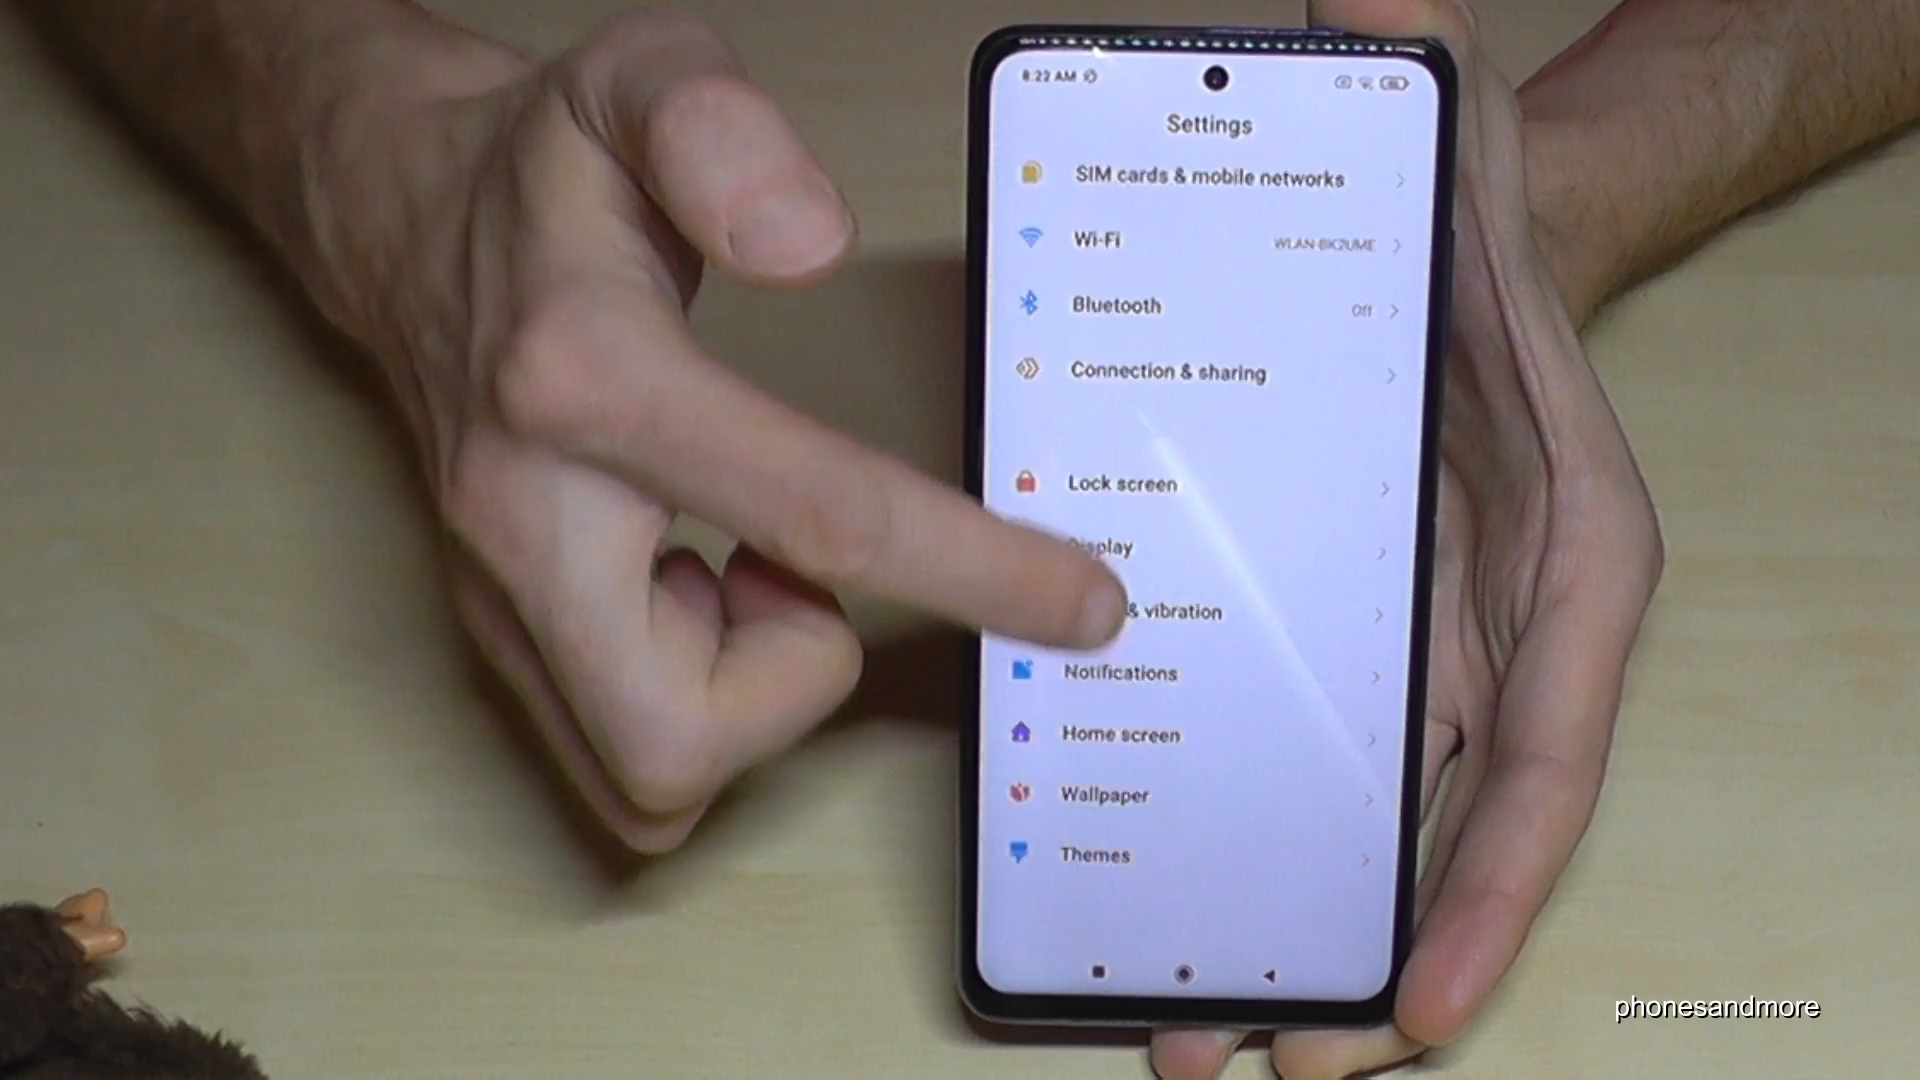 8:22 AM
Settings
SIM cards & mobile networks
Wi-Fi
Bluetooth Off
Connection & sharing
Lock screen
& vibration
Notifications
Home screen
Wallpaper
Themes
phonesandmore